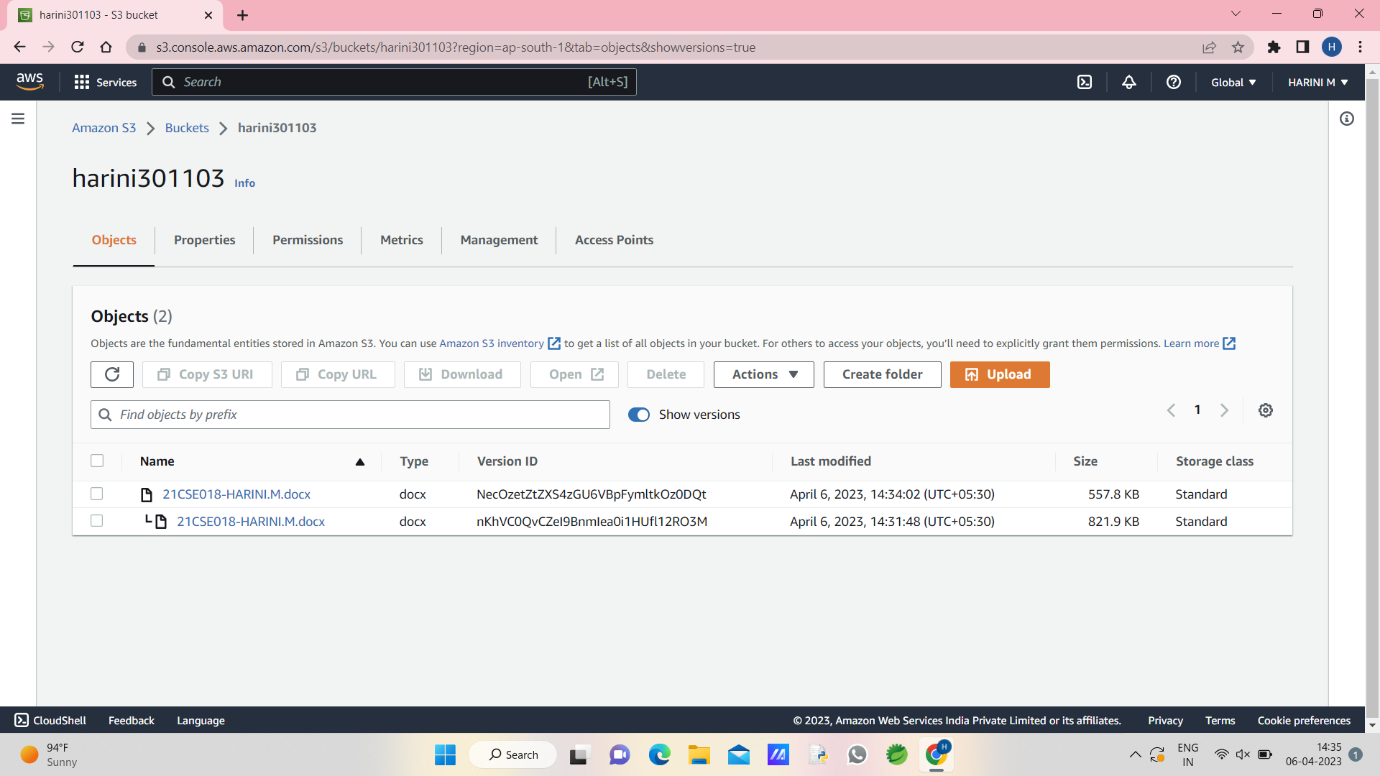 harini301103 - S3 bucket
s3.console.aws.amazon.com/s3/buckets/harini301103?region=ap-south-1&tab=objects&showversions=true
H
aws Services Search [Alt+S] Global HARINI M
Amazon S3 Buckets harini301103
harini301103 Info
Objects Properties Permissions Metrics Management Access Points
Objects (2)
Objects are the fundamental entities stored in Amazon S3. You can use Amazon S3 inventory to get a list of all objects in your bucket. For others to access your objects, you'll need to explicitly grant them permissions. Learn more
Copy S3 URI Copy URL Download Open Delete Actions Create folder Upload
Find objects by prefix Show versions 1
Name Type Version ID Last modified Size Storage class
21CSE018-HARINI.M.docx docx NecOzetZtZXS4zGU6VBpFymltkOz0DQt April 6, 2023, 14:34:02 (UTC+05:30) 557.8 KB Standard
21CSE018-HARINI.M.docx docx nKhVC0QvCZeI9BnmIea0i1HUfl12RO3M April 6, 2023, 14:31:48 (UTC+05:30) 821.9 KB Standard
CloudShell Feedback Language © 2023, Amazon Web Services India Private Limited or its affiliates. Privacy Terms Cookie preferences
94°F
Sunny
Search
H
ENG
IN
14:35
06-04-2023
1